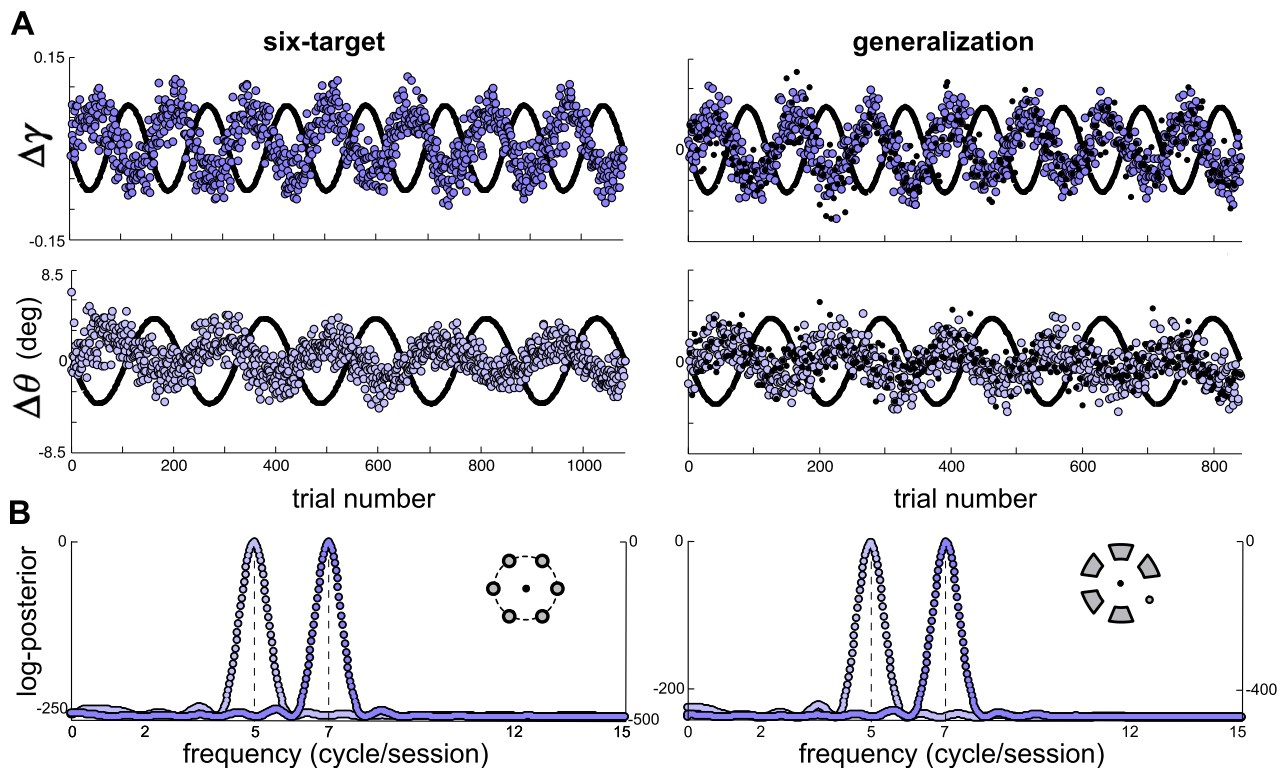 A
six-target
generalization
0.15
Δγ
0
-0.15
8.5
Δθ (deg)
0
0
-8.5
0 200 400 600 800 1000
0 200 400 600 800
trial number
trial number
B
log-posterior
0
0
0
0
-250
-500
-200
-400
0 2 5 7 12 15
0 2 5 7 12 15
frequency (cycle/session)
frequency (cycle/session)